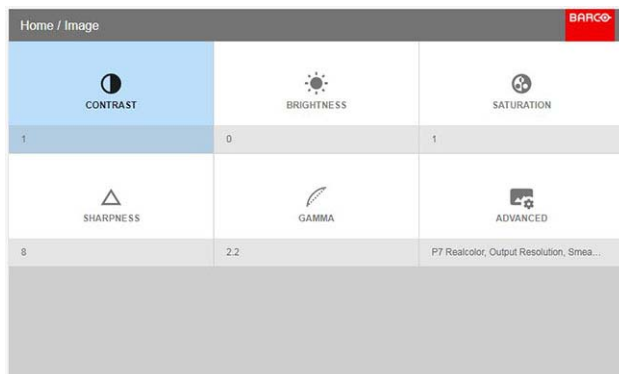 Home / Image
BARCO
CONTRAST
BRIGHTNESS
SATURATION
1
0
1
SHARPNESS
GAMMA
ADVANCED
8
2.2
P7 Realcolor, Output Resolution, Smea...